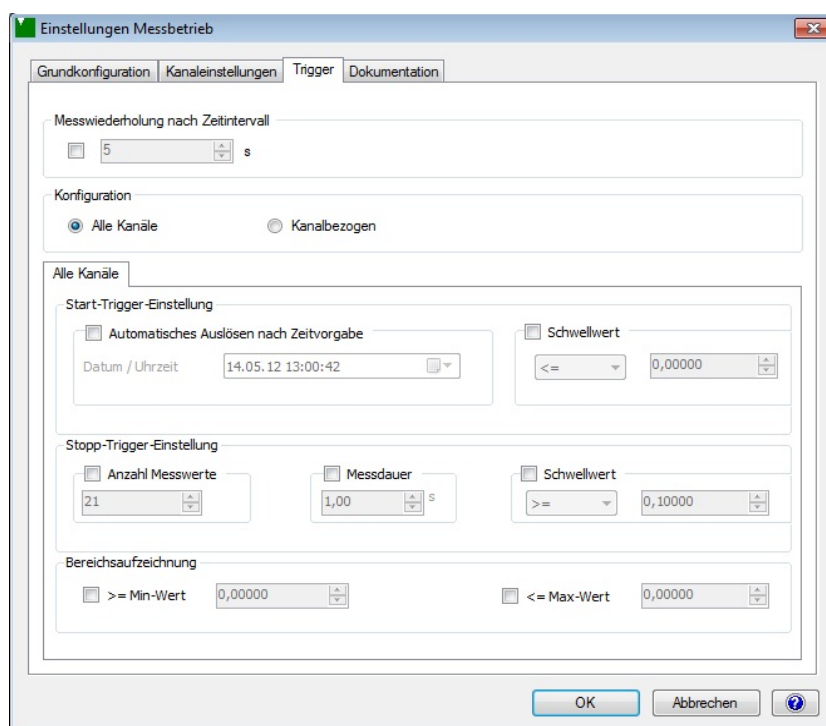 Einstellungen Messbetrieb
Grundkonfiguration Kanaleinstellungen Trigger Dokumentation
Messwiederholung nach Zeitintervall
5 s
Konfiguration
Alle Kanäle Kanalbezogen
Alle Kanäle
Start-Trigger-Einstellung
Automatisches Auslösen nach Zeitvorgabe Schwellwert
Datum / Uhrzeit 14.05.12 13:00:42 <= 0,00000
Stopp-Trigger-Einstellung
Anzahl Messwerte Messdauer Schwellwert
21 1,00 s >= 0,10000
Bereichsaufzeichnung
>= Min-Wert 0,00000 <= Max-Wert 0,00000
OK Abbrechen ?